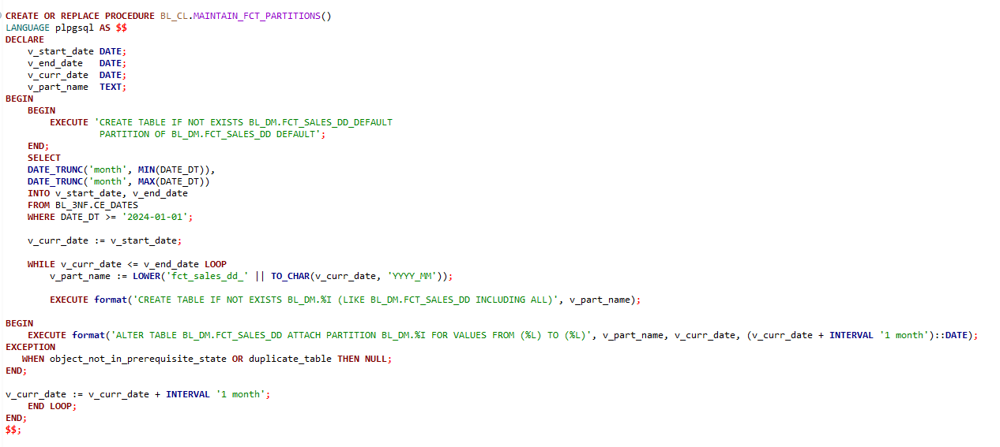 CREATE OR REPLACE PROCEDURE BL_CL.MAINTAIN_FCT_PARTITIONS()
LANGUAGE plpgsql AS $$
DECLARE
    v_start_date DATE;
    v_end_date   DATE;
    v_curr_date  DATE;
    v_part_name  TEXT;
BEGIN
    BEGIN
        EXECUTE 'CREATE TABLE IF NOT EXISTS BL_DM.FCT_SALES_DD_DEFAULT
                 PARTITION OF BL_DM.FCT_SALES_DD DEFAULT';
    END;
    SELECT
    DATE_TRUNC('month', MIN(DATE_DT)),
    DATE_TRUNC('month', MAX(DATE_DT))
    INTO v_start_date, v_end_date
    FROM BL_3NF.CE_DATES
    WHERE DATE_DT >= '2024-01-01';

    v_curr_date := v_start_date;

    WHILE v_curr_date <= v_end_date LOOP
        v_part_name := LOWER('fct_sales_dd_' || TO_CHAR(v_curr_date, 'YYYY_MM'));

        EXECUTE format('CREATE TABLE IF NOT EXISTS BL_DM.%I (LIKE BL_DM.FCT_SALES_DD INCLUDING ALL)', v_part_name);

BEGIN
    EXECUTE format('ALTER TABLE BL_DM.FCT_SALES_DD ATTACH PARTITION BL_DM.%I FOR VALUES FROM (%L) TO (%L)', v_part_name, v_curr_date, (v_curr_date + INTERVAL '1 month')::DATE);
EXCEPTION
   WHEN object_not_in_prerequisite_state OR duplicate_table THEN NULL;
END;

v_curr_date := v_curr_date + INTERVAL '1 month';
    END LOOP;
END;
$$;